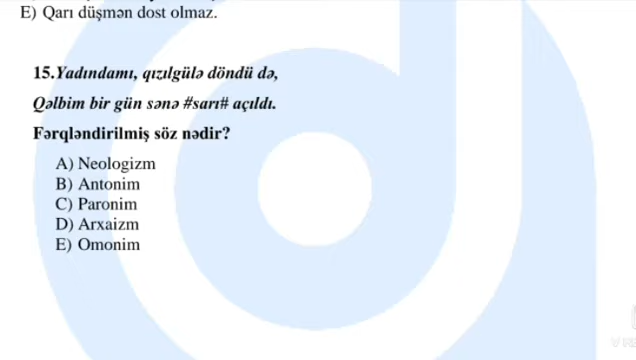 E) Qarı düşmən dost olmaz.
15.Yadındamı, qızılgülə döndü də,
Qəlbim bir gün sənə #sarı# açıldı.
Fərqləndirilmiş söz nədir?
A) Neologizm
B) Antonim
C) Paronim
D) Arxaizm
E) Omonim